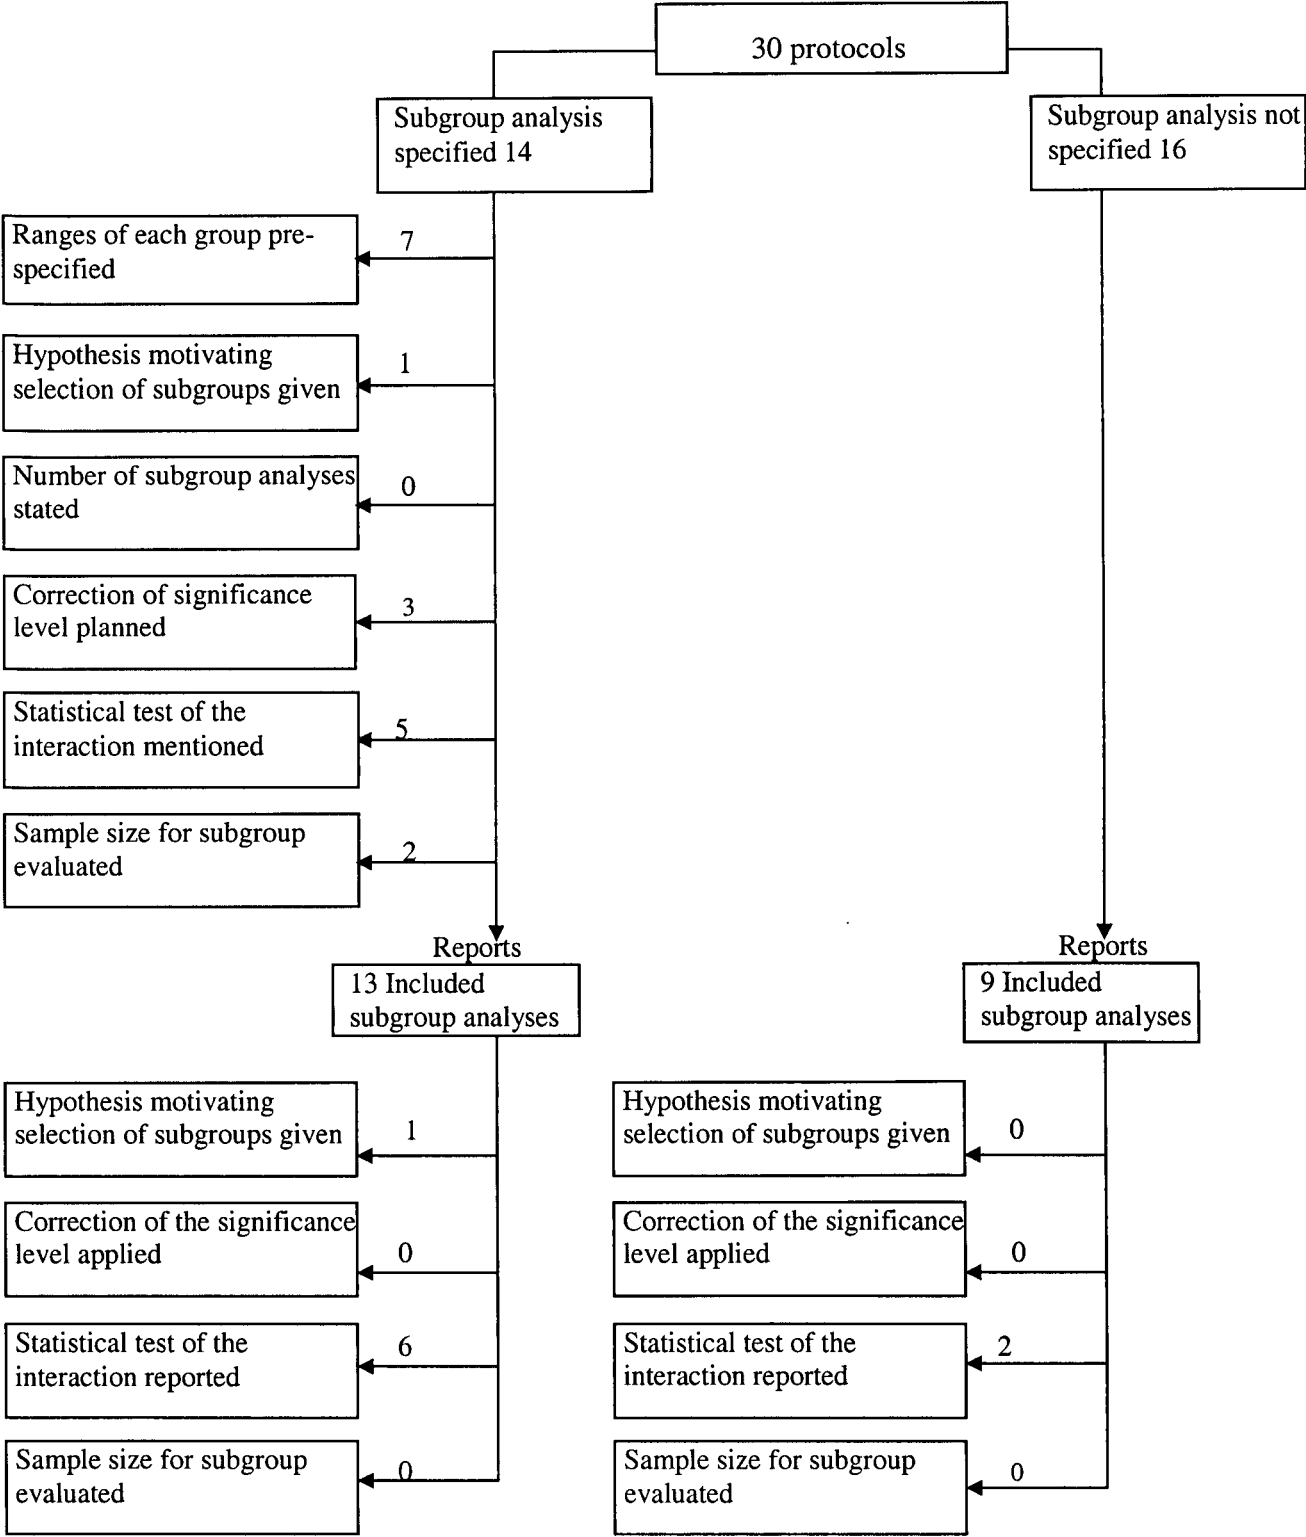 30 protocols
Subgroup analysis
specified 14
Subgroup analysis not
specified 16
Ranges of each group pre-
specified
7
Hypothesis motivating
selection of subgroups given
1
Number of subgroup analyses
stated
0
Correction of significance
level planned
3
Statistical test of the
interaction mentioned
5
Sample size for subgroup
evaluated
2
Reports
13 Included
subgroup analyses
Reports
9 Included
subgroup analyses
Hypothesis motivating
selection of subgroups given
1
Correction of the significance
level applied
0
Statistical test of the
interaction reported
6
Sample size for subgroup
evaluated
0
Hypothesis motivating
selection of subgroups given
0
Correction of the significance
level applied
0
Statistical test of the
interaction reported
2
Sample size for subgroup
evaluated
0